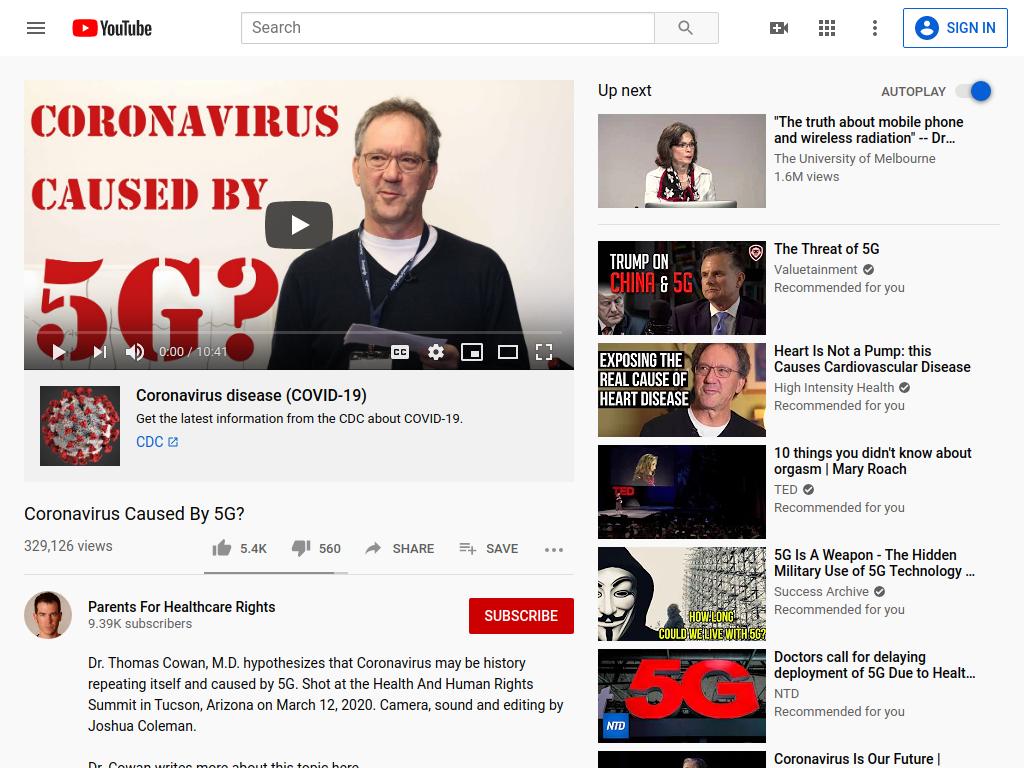 YouTube
Search
SIGN IN
CORONAVIRUS
CAUSED BY
5G?
0:00 / 10:41
CC
Coronavirus disease (COVID-19)
Get the latest information from the CDC about COVID-19.
CDC
Coronavirus Caused By 5G?
329,126 views
5.4K
560
SHARE
SAVE
Parents For Healthcare Rights
9.39K subscribers
SUBSCRIBE
Dr. Thomas Cowan, M.D. hypothesizes that Coronavirus may be history
repeating itself and caused by 5G. Shot at the Health And Human Rights
Summit in Tucson, Arizona on March 12, 2020. Camera, sound and editing by
Joshua Coleman.
Dr. Cowan writes more about this topic here
Up next
AUTOPLAY
"The truth about mobile phone
and wireless radiation" -- Dr…
The University of Melbourne
1.6M views
TRUMP ON
CHINA & 5G
The Threat of 5G
Valuetainment
Recommended for you
EXPOSING THE
REAL CAUSE OF
HEART DISEASE
Heart Is Not a Pump: this
Causes Cardiovascular Disease
High Intensity Health
Recommended for you
TED
10 things you didn't know about
orgasm | Mary Roach
TED
Recommended for you
HOW LONG
COULD WE LIVE WITH 5G?
5G Is A Weapon - The Hidden
Military Use of 5G Technology …
Success Archive
Recommended for you
5G
NTD
Doctors call for delaying
deployment of 5G Due to Healt…
NTD
Recommended for you
Coronavirus Is Our Future |